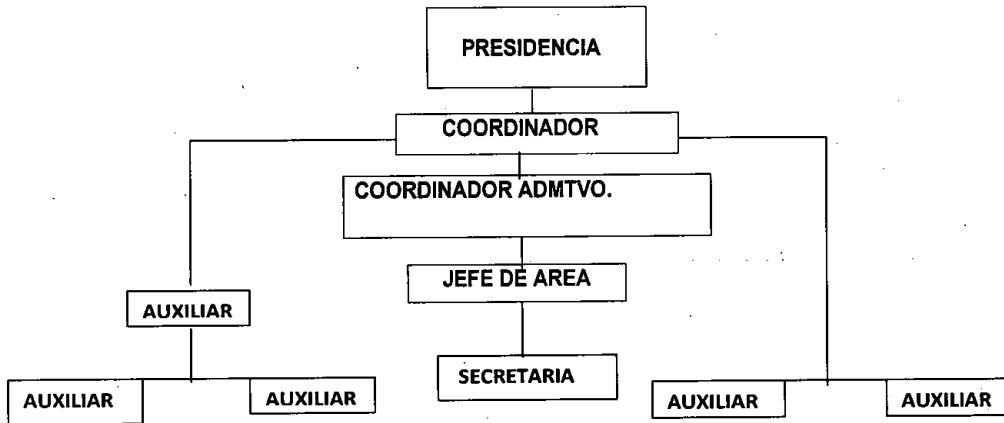 PRESIDENCIA
COORDINADOR
COORDINADOR ADMTVO.
JEFE DE AREA
AUXILIAR
SECRETARIA
AUXILIAR
AUXILIAR
AUXILIAR
AUXILIAR